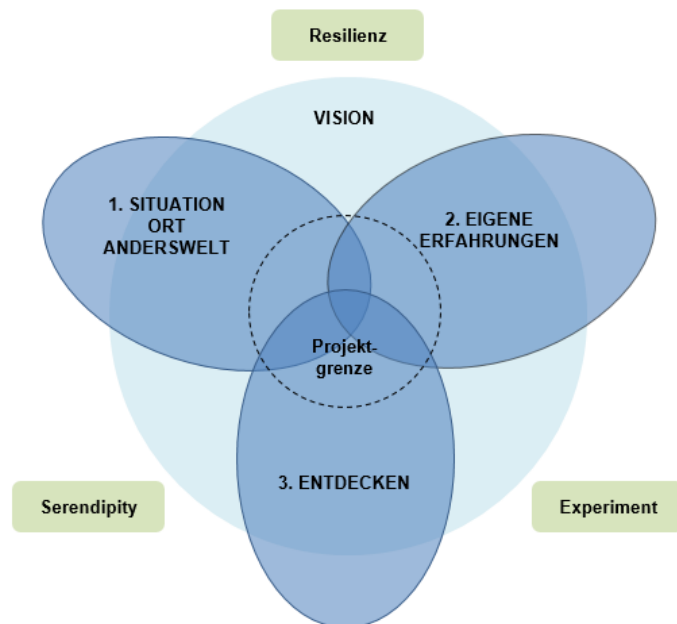 Resilienz
VISION
1. SITUATION
ORT
ANDERSWELT
2. EIGENE
ERFAHRUNGEN
Projekt-
grenze
3. ENTDECKEN
Serendipity
Experiment